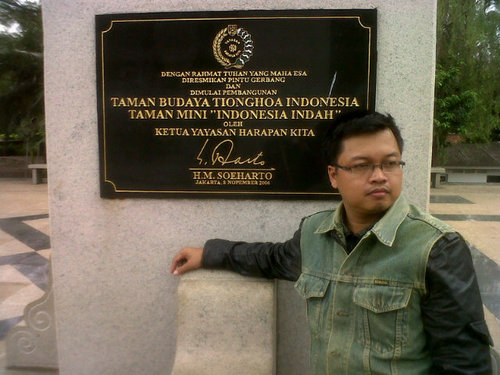 DENGAN RAHMAT TUHAN YANG MAHA ESA
DIRESMIKAN PINTU GERBANG
DAN
DIMULAI PEMBANGUNAN
TAMAN BUDAYA TIONGHOA INDONESIA
TAMAN MINI "INDONESIA INDAH"
OLEH
KETUA YAYASAN HARAPAN KITA
H.M. SOEHARTO
JAKARTA, 8 NOPEMBER 2006